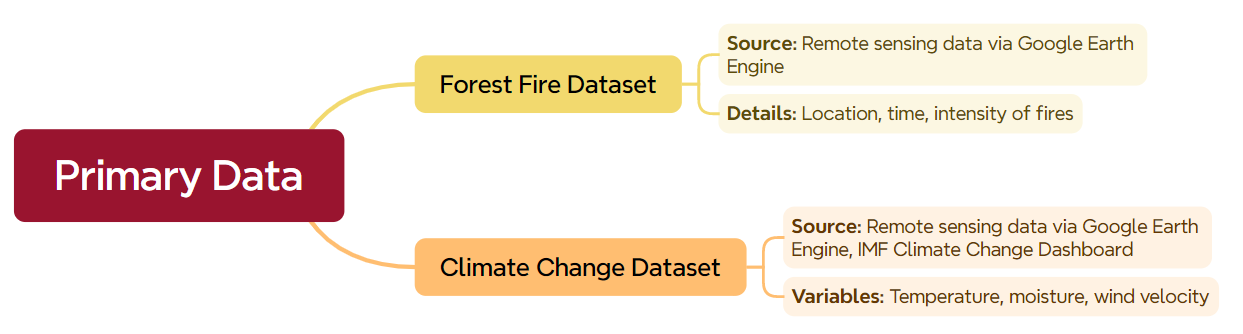 Primary Data
Forest Fire Dataset
Source: Remote sensing data via Google Earth
Engine
Details: Location, time, intensity of fires
Climate Change Dataset
Source: Remote sensing data via Google Earth
Engine, IMF Climate Change Dashboard
Variables: Temperature, moisture, wind velocity